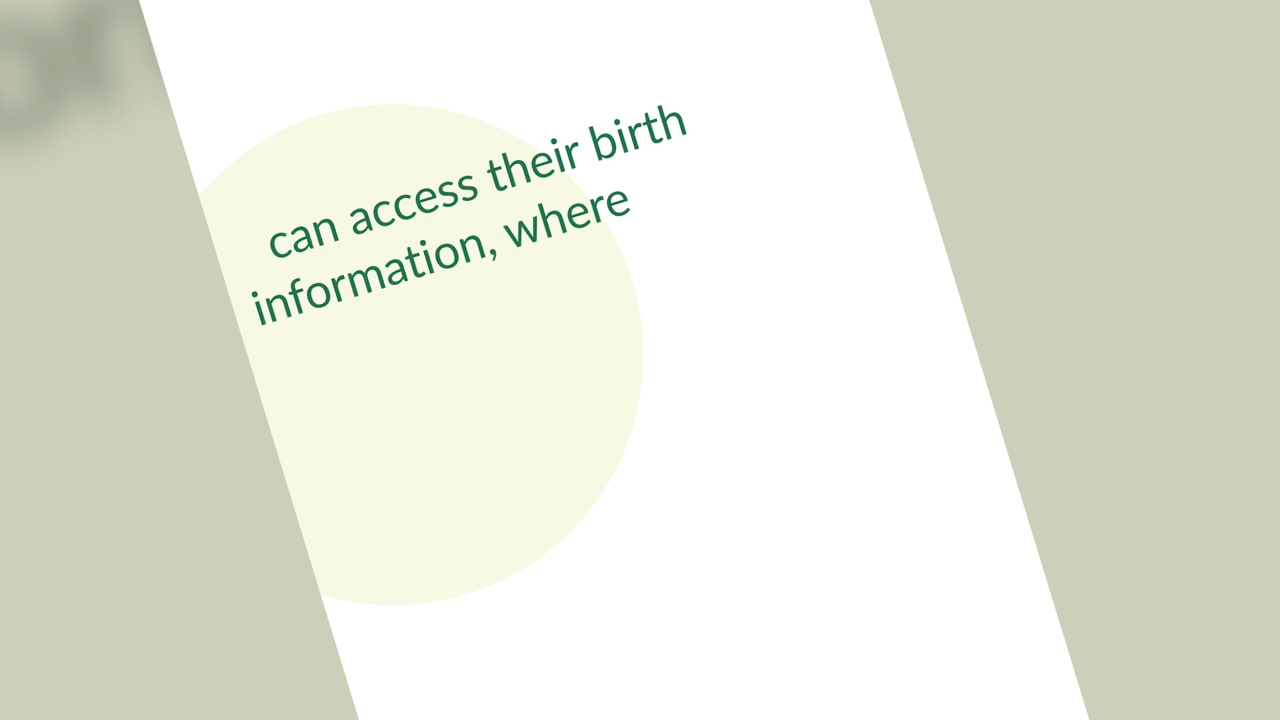 can access their birth
information, where